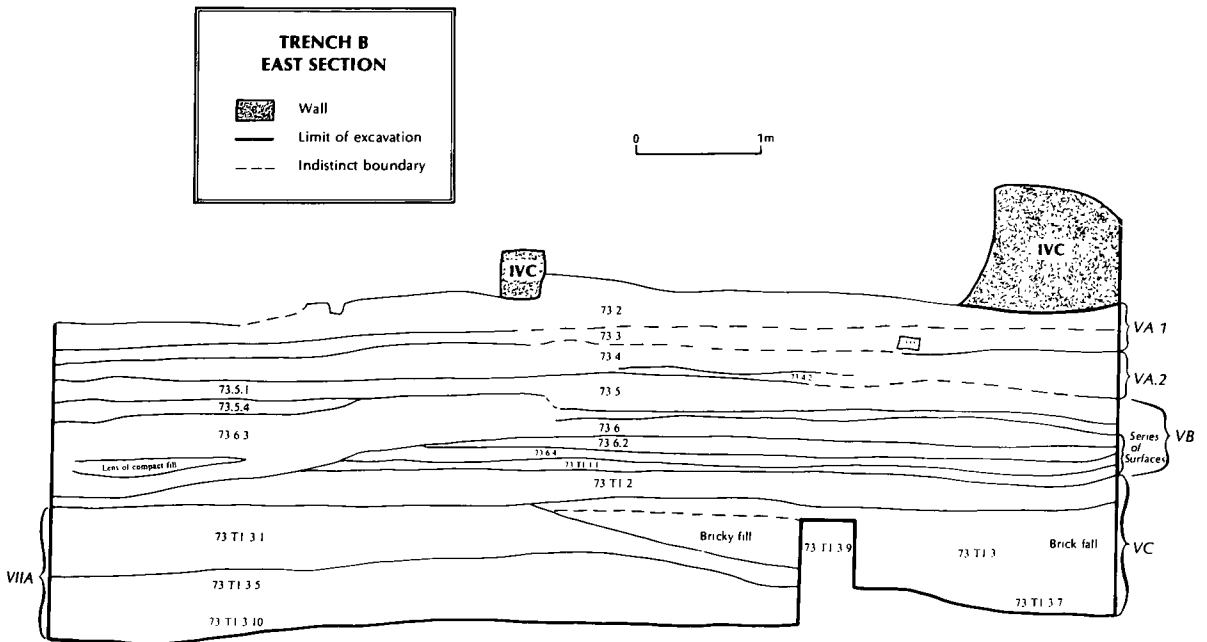 TRENCH B
EAST SECTION
Wall
Limit of excavation
Indistinct boundary
0 1m
IVC
IVC
73 2
73 3
73 4
73.5.1
73 5
73.5.4
73 6 3
73 6
73 6.2
73 6 4
Lens of compact fill
73 T1 1 1
73 T1 2
VA 1
VA.2
VB
Series
of
Surfaces
VC
VIIA
73 T1 3 1
Bricky fill
73 T1 3 9
73 T1 3
Brick fall
73 T1 3 5
73 T1 3 7
73 T1 3 10